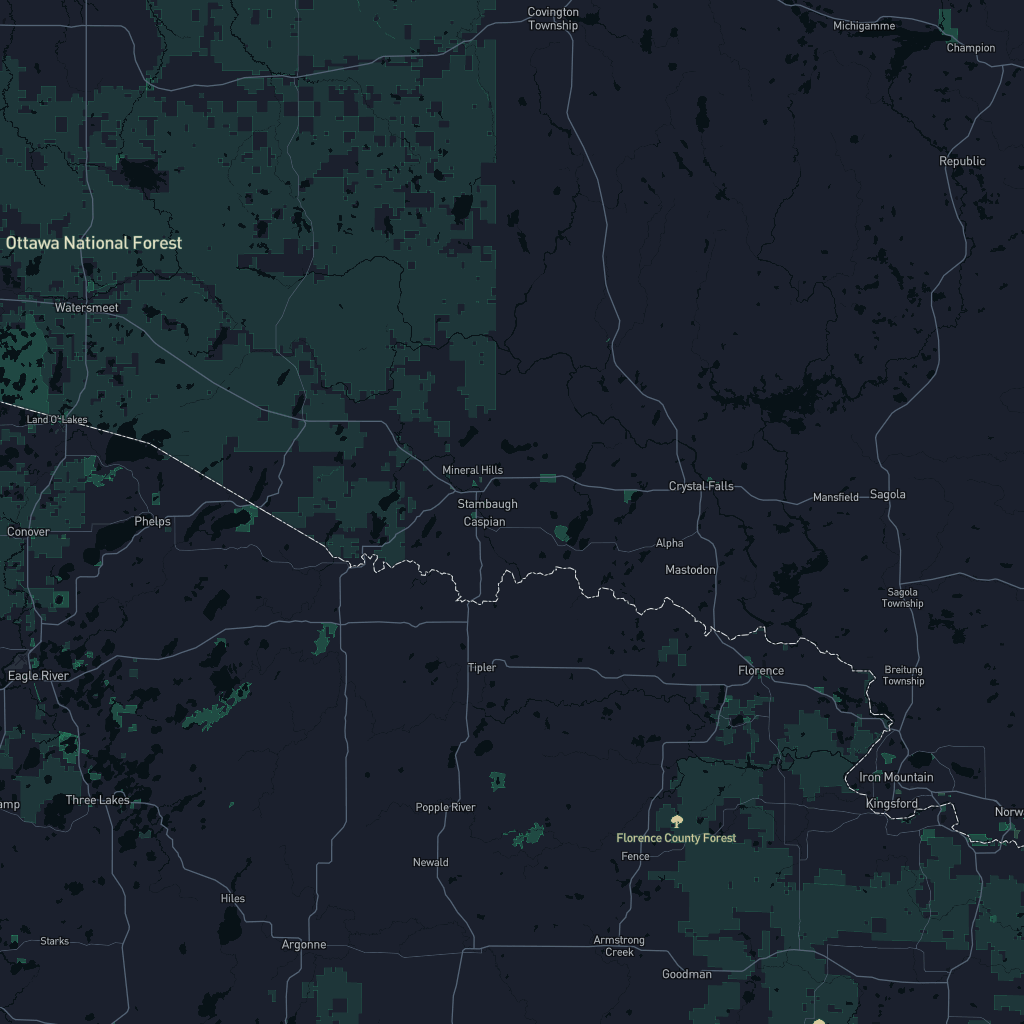 Covington
Township
Michigamme
Champion
Republic
Ottawa National Forest
Watersmeet
Land O' Lakes
Mineral Hills
Crystal Falls
Mansfield
Sagola
Stambaugh
Phelps
Caspian
Conover
Alpha
Mastodon
Sagola
Township
Tipler
Florence
Breitung
Township
Eagle River
Iron Mountain
Three Lakes
amp
Popple River
Kingsford
Norw
Florence County Forest
Fence
Newald
Hiles
Starks
Argonne
Armstrong
Creek
Goodman